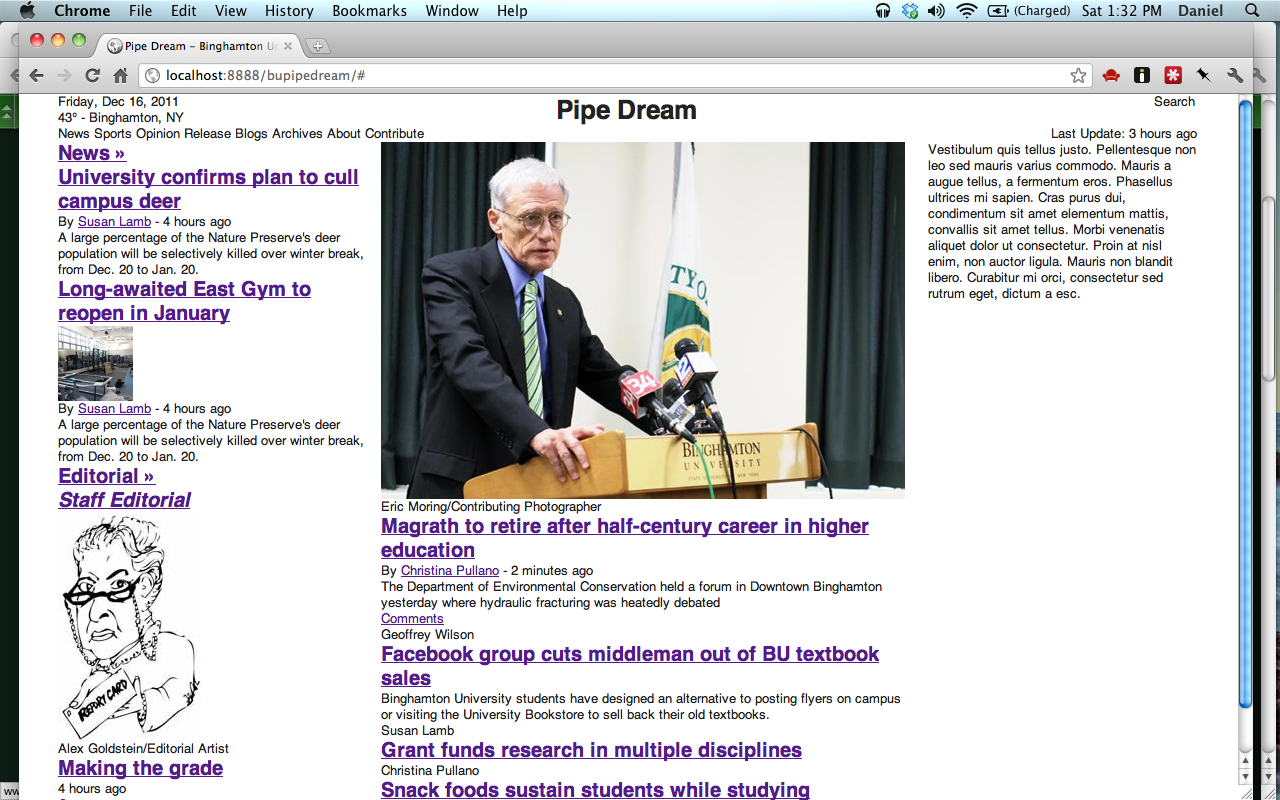 Chrome File Edit View History Bookmarks Window Help (Charged) Sat 1:32 PM Daniel
Pipe Dream – Binghamton Un
localhost:8888/bupipedream/#
Friday, Dec 16, 2011
43° - Binghamton, NY
Pipe Dream
Search
News Sports Opinion Release Blogs Archives About Contribute
Last Update: 3 hours ago
News »
University confirms plan to cull
campus deer
By Susan Lamb - 4 hours ago
A large percentage of the Nature Preserve's deer
population will be selectively killed over winter break,
from Dec. 20 to Jan. 20.
Long-awaited East Gym to
reopen in January
By Susan Lamb - 4 hours ago
A large percentage of the Nature Preserve's deer
population will be selectively killed over winter break,
from Dec. 20 to Jan. 20.
Editorial »
Staff Editorial
REPORT CARD
Alex Goldstein/Editorial Artist
Making the grade
4 hours ago
TY OF
34
2
BINGHAMTON
UNIVERSITY
STATE UNIVERSITY OF NEW YORK
Eric Moring/Contributing Photographer
Magrath to retire after half-century career in higher
education
By Christina Pullano - 2 minutes ago
The Department of Environmental Conservation held a forum in Downtown Binghamton
yesterday where hydraulic fracturing was heatedly debated
Comments
Geoffrey Wilson
Facebook group cuts middleman out of BU textbook
sales
Binghamton University students have designed an alternative to posting flyers on campus
or visiting the University Bookstore to sell back their old textbooks.
Susan Lamb
Grant funds research in multiple disciplines
Christina Pullano
Snack foods sustain students while studying
Vestibulum quis tellus justo. Pellentesque non
leo sed mauris varius commodo. Mauris a
augue tellus, a fermentum eros. Phasellus
ultrices mi sapien. Cras purus dui,
condimentum sit amet elementum mattis,
convallis sit amet tellus. Morbi venenatis
aliquet dolor ut consectetur. Proin at nisl
enim, non auctor ligula. Mauris non blandit
libero. Curabitur mi orci, consectetur sed
rutrum eget, dictum a esc.